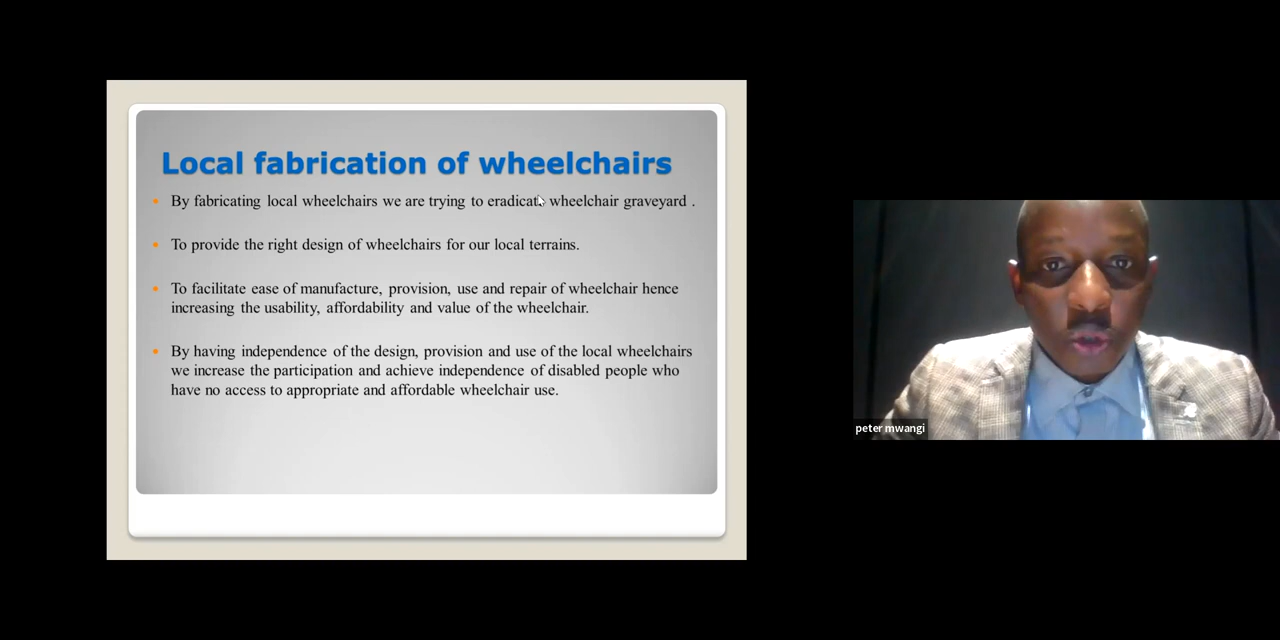 Local fabrication of wheelchairs
• By fabricating local wheelchairs we are trying to eradicate wheelchair graveyard .
• To provide the right design of wheelchairs for our local terrains.
• To facilitate ease of manufacture, provision, use and repair of wheelchair hence
increasing the usability, affordability and value of the wheelchair.
• By having independence of the design, provision and use of the local wheelchairs
we increase the participation and achieve independence of disabled people who
have no access to appropriate and affordable wheelchair use.
peter mwangi